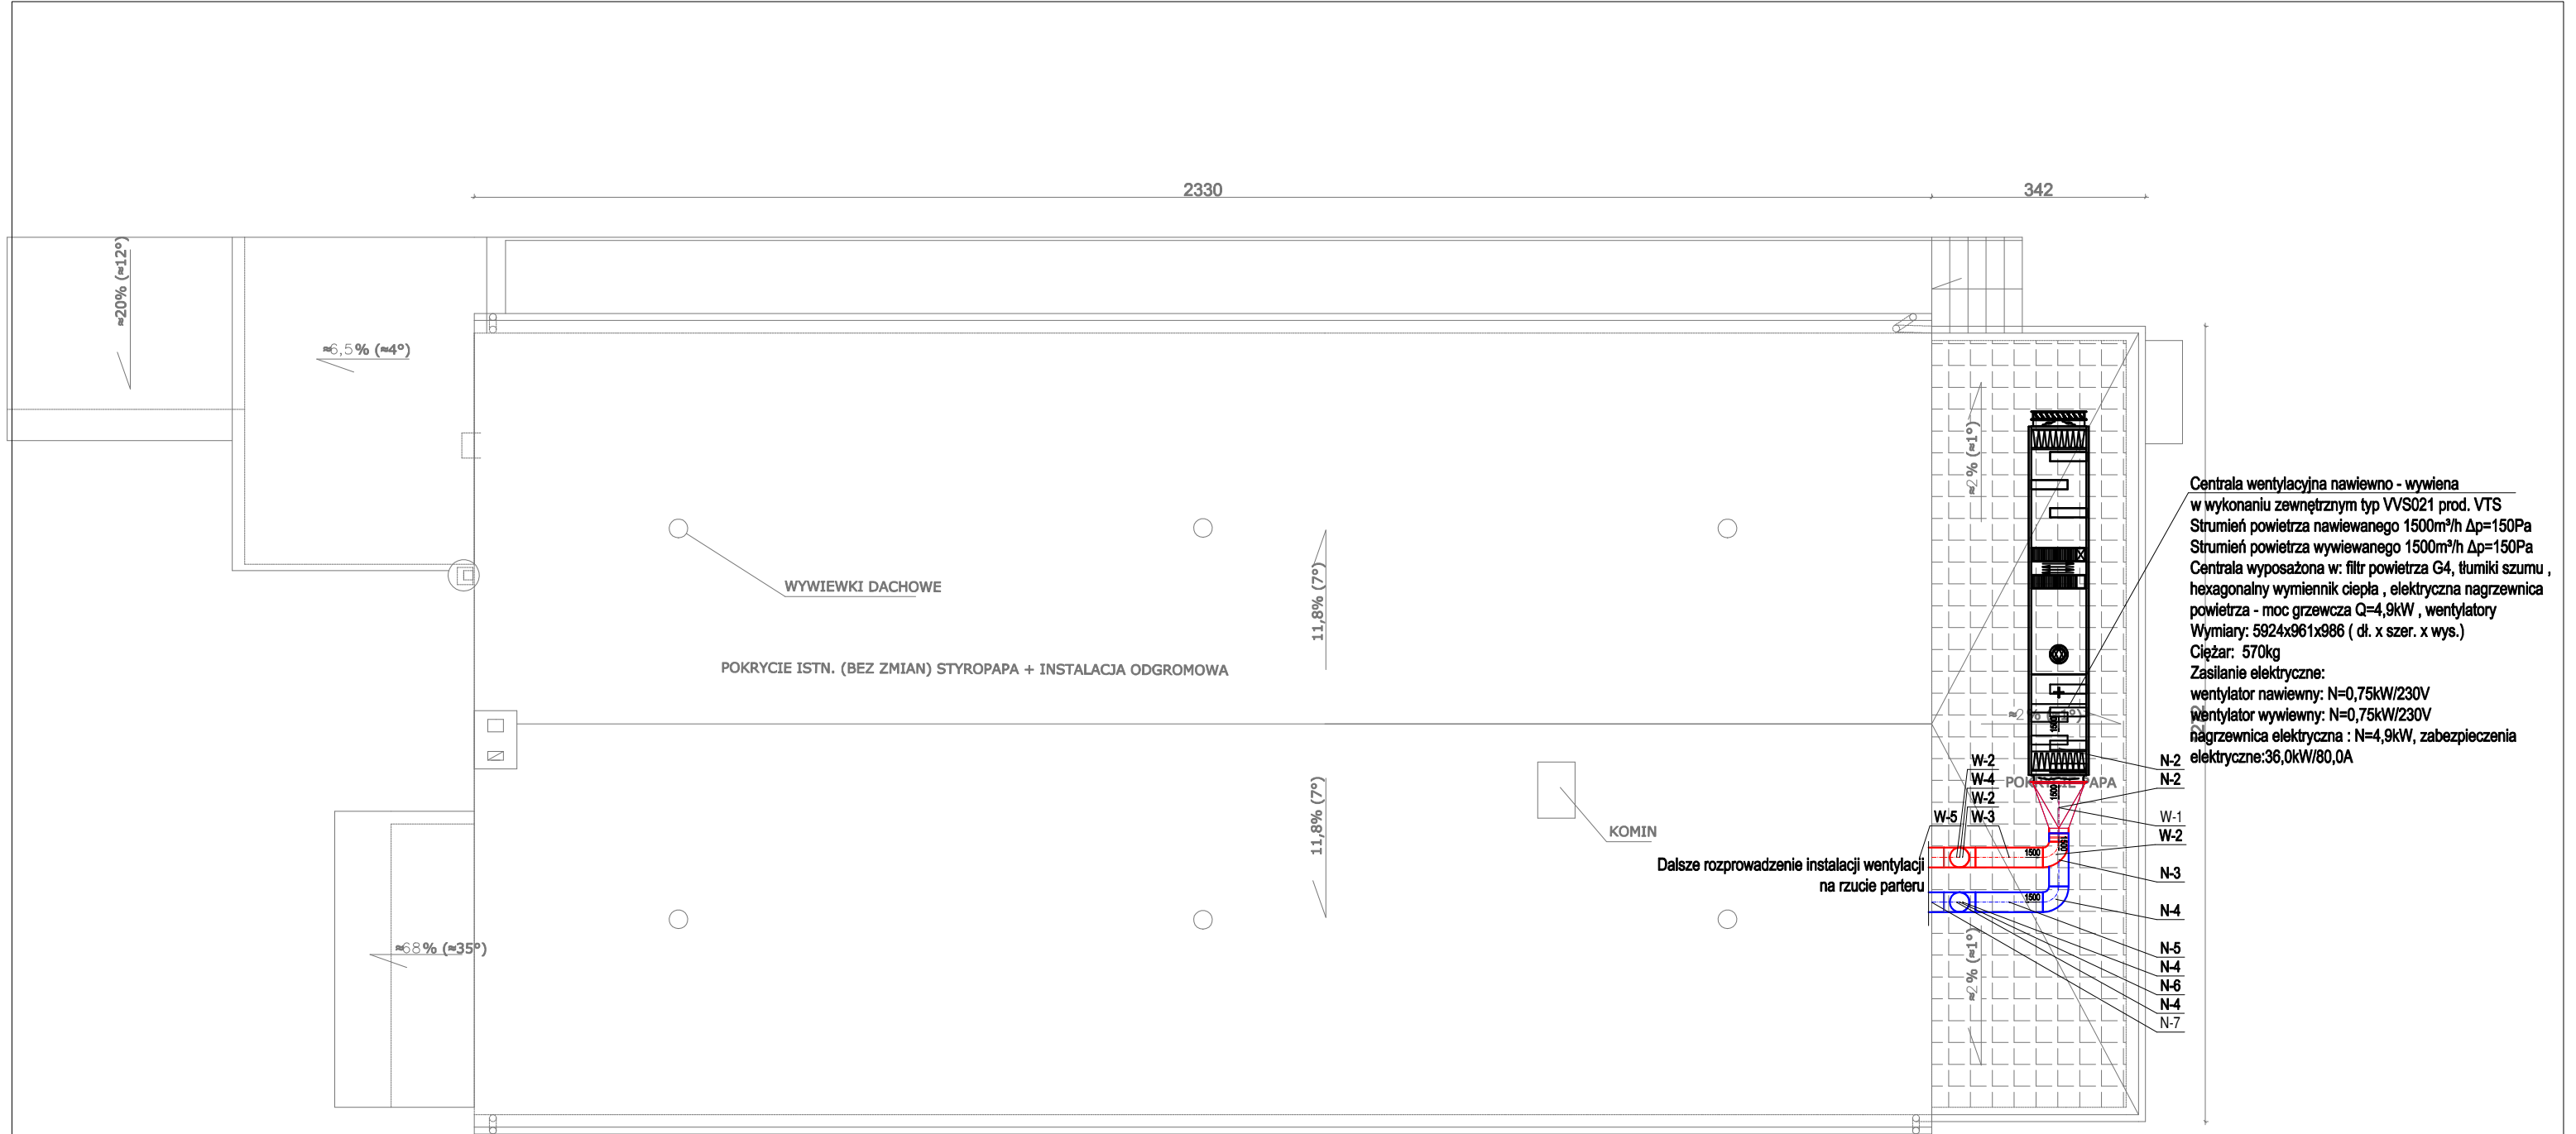 2330
342
≈20% (≈12°)
≈6,5% (≈4°)
≈2% (≈1°)
WYWIEWKI DACHOWE
11,8% (7°)
POKRYCIE ISTN. (BEZ ZMIAN) STYROPAPA + INSTALACJA ODGROMOWA
Centrala wentylacyjna nawiewno - wywiena
w wykonaniu zewnętrznym typ VVS021 prod. VTS
Strumień powietrza nawiewanego 1500m³/h Δp=150Pa
Strumień powietrza wywiewanego 1500m³/h Δp=150Pa
Centrala wyposażona w: filtr powietrza G4, tłumiki szumu ,
hexagonalny wymiennik ciepła , elektryczna nagrzewnica
powietrza - moc grzewcza Q=4,9kW , wentylatory
Wymiary: 5924x961x986 ( dł. x szer. x wys.)
Ciężar: 570kg
Zasilanie elektryczne:
wentylator nawiewny: N=0,75kW/230V
wentylator wywiewny: N=0,75kW/230V
nagrzewnica elektryczna : N=4,9kW, zabezpieczenia
elektryczne:36,0kW/80,0A
1500
1500
POKRYCIE PAPA
W-2
W-4
W-2
W-5
W-3
N-2
N-2
W-1
W-2
N-3
N-4
N-5
N-4
N-6
N-4
N-7
1500
1500
1500
KOMIN
11,8% (7°)
Dalsze rozprowadzenie instalacji wentylacji
na rzucie parteru
≈68% (≈35°)
≈2% (≈1°)